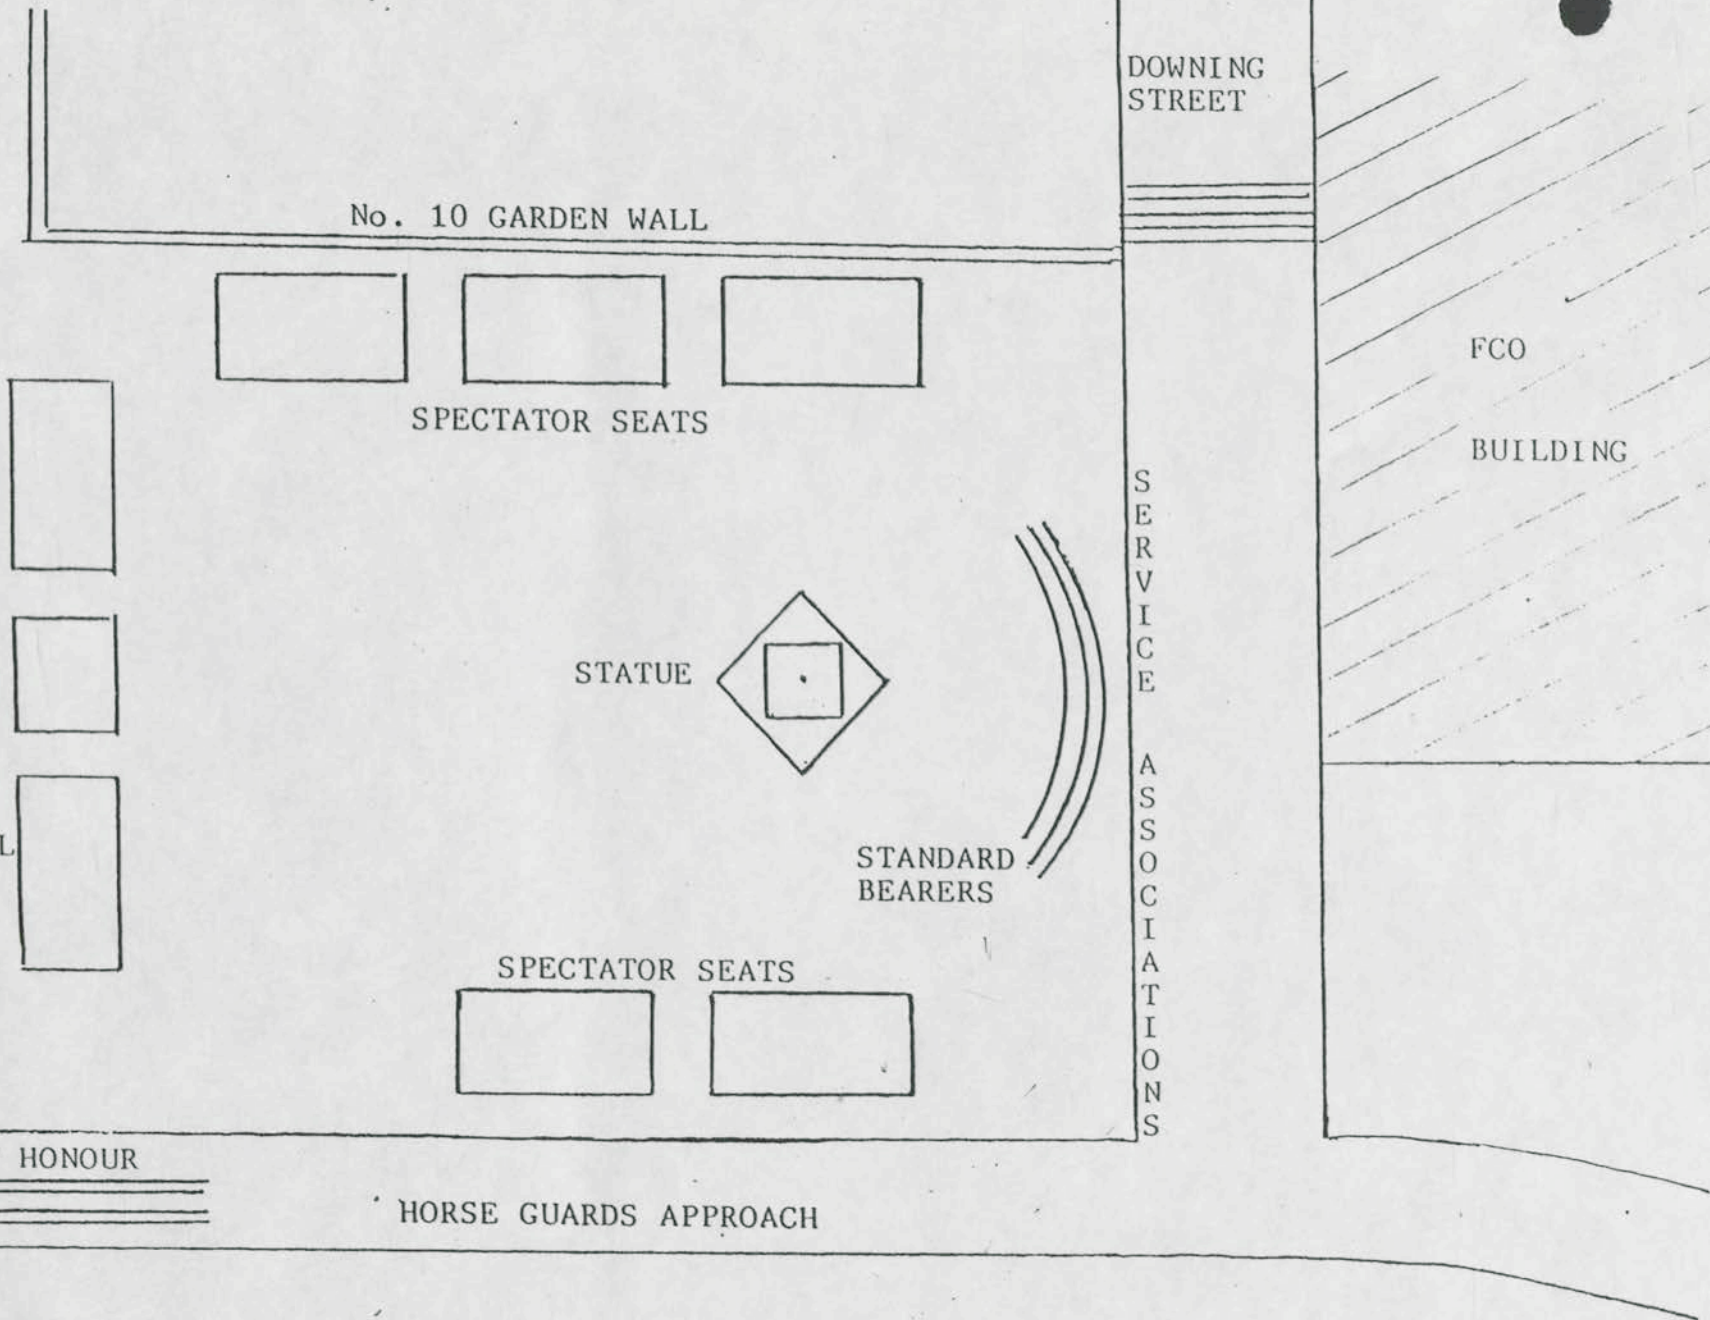 DOWNING
STREET
No. 10 GARDEN WALL
SPECTATOR SEATS
FCO
BUILDING
SERVICE ASSOCIATIONS
STATUE
L
STANDARD
BEARERS
SPECTATOR SEATS
HONOUR
HORSE GUARDS APPROACH